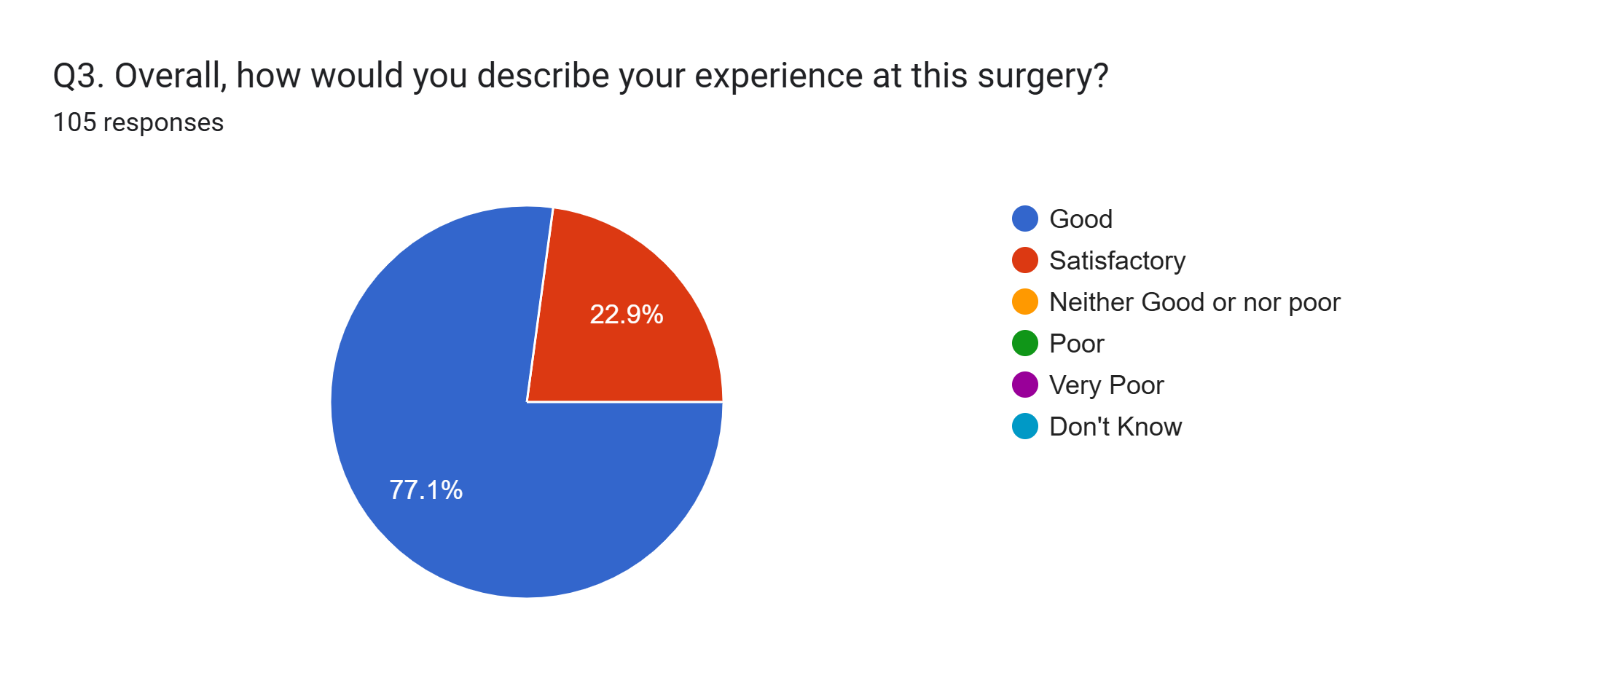 Q3. Overall, how would you describe your experience at this surgery?
105 responses
22.9%
77.1%
Good
Satisfactory
Neither Good or nor poor
Poor
Very Poor
Don't Know